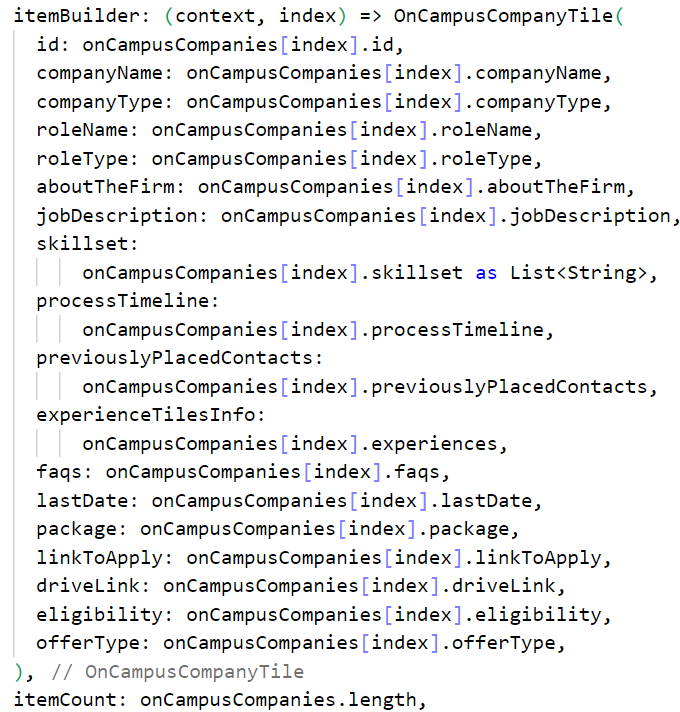 itemBuilder: (context, index) => OnCampusCompanyTile(
  id: onCampusCompanies[index].id,
  companyName: onCampusCompanies[index].companyName,
  companyType: onCampusCompanies[index].companyType,
  roleName: onCampusCompanies[index].roleName,
  roleType: onCampusCompanies[index].roleType,
  aboutTheFirm: onCampusCompanies[index].aboutTheFirm,
  jobDescription: onCampusCompanies[index].jobDescription,
  skillset:
      onCampusCompanies[index].skillset as List<String>,
  processTimeline:
      onCampusCompanies[index].processTimeline,
  previouslyPlacedContacts:
      onCampusCompanies[index].previouslyPlacedContacts,
  experienceTilesInfo:
      onCampusCompanies[index].experiences,
  faqs: onCampusCompanies[index].faqs,
  lastDate: onCampusCompanies[index].lastDate,
  package: onCampusCompanies[index].package,
  linkToApply: onCampusCompanies[index].linkToApply,
  driveLink: onCampusCompanies[index].driveLink,
  eligibility: onCampusCompanies[index].eligibility,
  offerType: onCampusCompanies[index].offerType,
), // OnCampusCompanyTile
itemCount: onCampusCompanies.length,